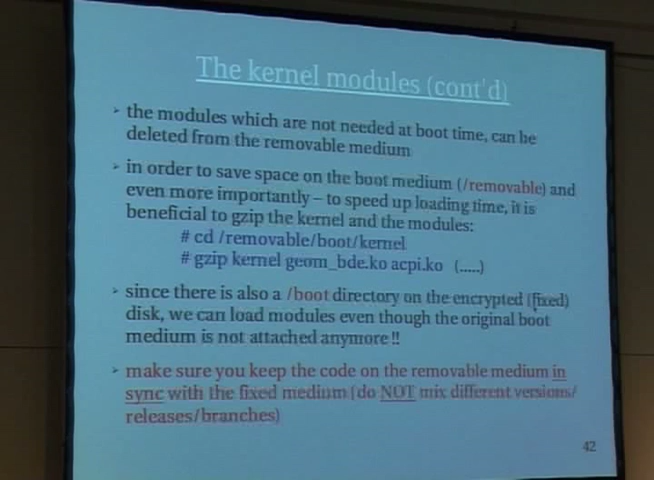 The kernel modules (cont'd)
➢ the modules which are not needed at boot time, can be
deleted from the removable medium
➢ in order to save space on the boot medium (/removable) and
even more importantly – to speed up loading time, it is
beneficial to gzip the kernel and the modules:
# cd /removable/boot/kernel
# gzip kernel geom_bde.ko acpi.ko (.....)
➢ since there is also a /boot directory on the encrypted (fixed)
disk, we can load modules even though the original boot
medium is not attached anymore !!
➢ make sure you keep the code on the removable medium in
sync with the fixed medium (do NOT mix different versions/
releases/branches)
42